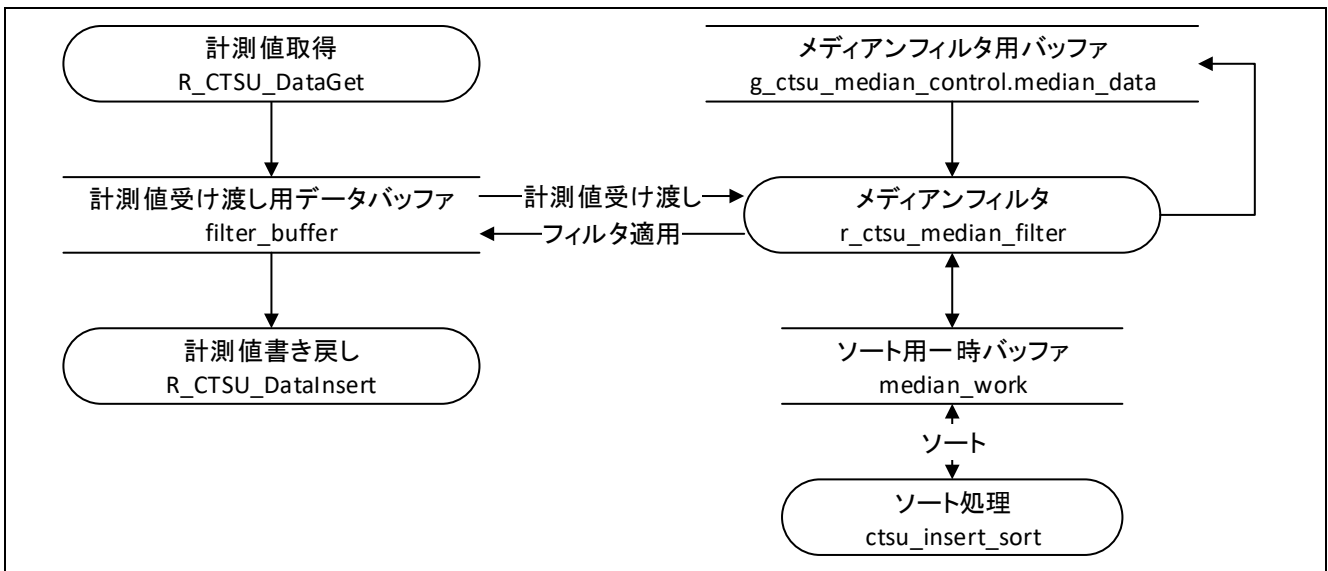 計測値取得
R_CTSU_DataGet
計測値受け渡し用データバッファ
filter_buffer
計測値書き戻し
R_CTSU_DataInsert
計測値受け渡し
フィルタ適用
メディアンフィルタ用バッファ
g_ctsu_median_control.median_data
メディアンフィルタ
r_ctsu_median_filter
ソート用一時バッファ
median_work
ソート
ソート処理
ctsu_insert_sort